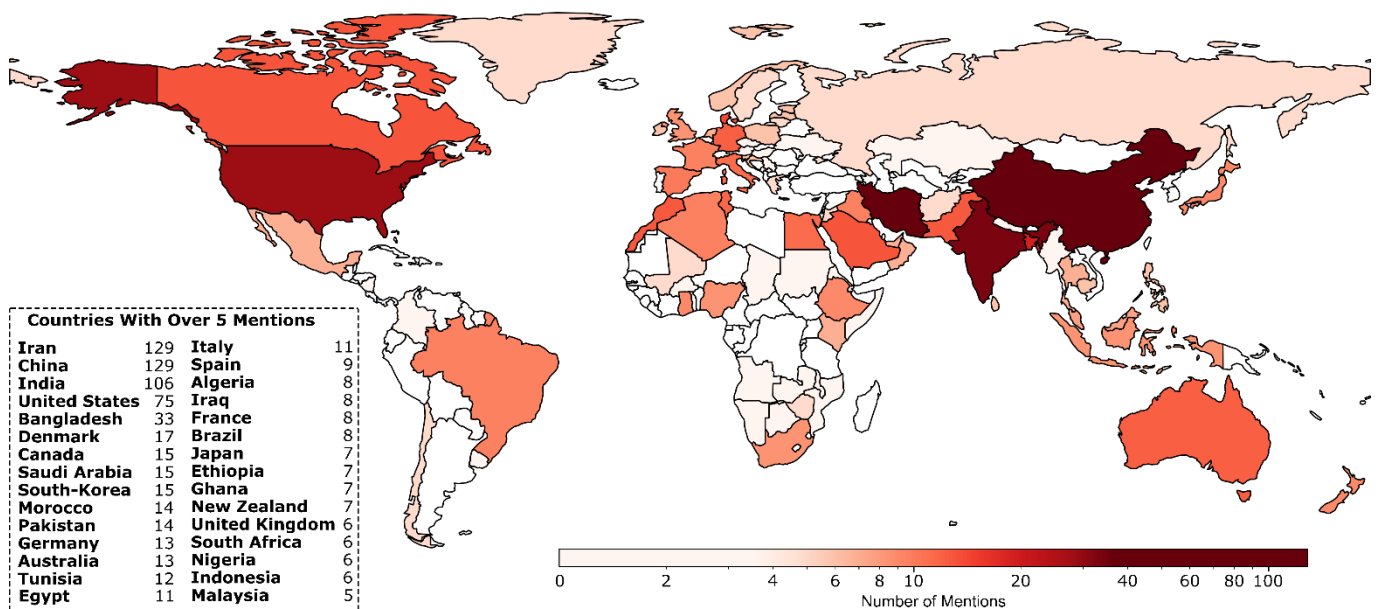 Countries With Over 5 Mentions
Iran 129 Italy 11
China 129 Spain 9
India 106 Algeria 8
United States 75 Iraq 8
Bangladesh 33 France 8
Denmark 17 Brazil 8
Canada 15 Japan 7
Saudi Arabia 15 Ethiopia 7
South-Korea 15 Ghana 7
Morocco 14 New Zealand 7
Pakistan 14 United Kingdom 6
Germany 13 South Africa 6
Australia 13 Nigeria 6
Tunisia 12 Indonesia 6
Egypt 11 Malaysia 5
0 2 4 6 8 10 20 40 60 80 100
Number of Mentions